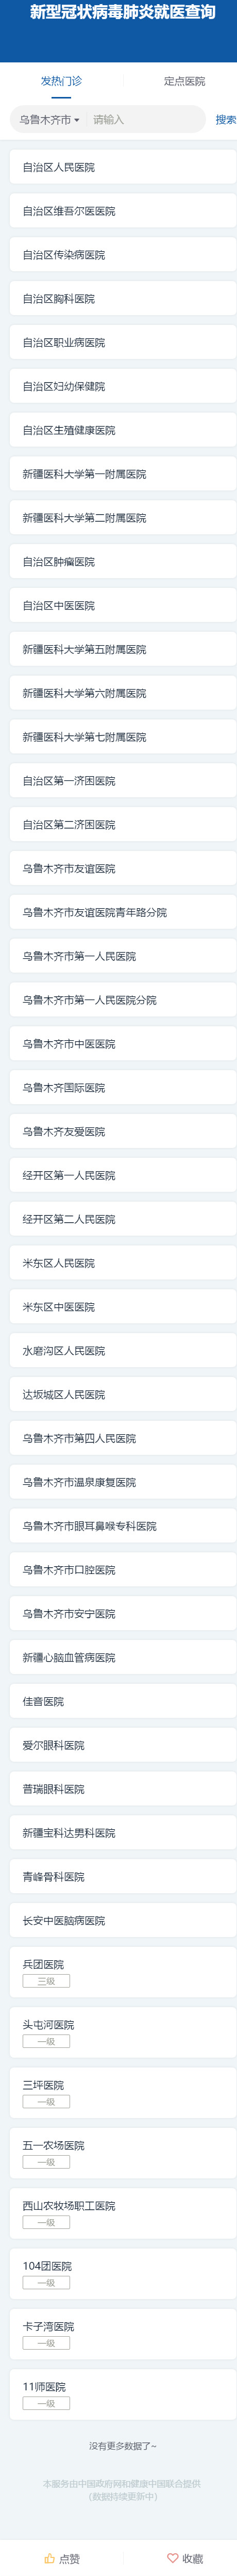 新型冠状病毒肺炎就医查询
发热门诊
定点医院
乌鲁木齐市
请输入
搜索
自治区人民医院
自治区维吾尔医医院
自治区传染病医院
自治区胸科医院
自治区职业病医院
自治区妇幼保健院
自治区生殖健康医院
新疆医科大学第一附属医院
新疆医科大学第二附属医院
自治区肿瘤医院
自治区中医医院
新疆医科大学第五附属医院
新疆医科大学第六附属医院
新疆医科大学第七附属医院
自治区第一济困医院
自治区第二济困医院
乌鲁木齐市友谊医院
乌鲁木齐市友谊医院青年路分院
乌鲁木齐市第一人民医院
乌鲁木齐市第一人民医院分院
乌鲁木齐市中医医院
乌鲁木齐国际医院
乌鲁木齐友爱医院
经开区第一人民医院
经开区第二人民医院
米东区人民医院
米东区中医医院
水磨沟区人民医院
达坂城区人民医院
乌鲁木齐市第四人民医院
乌鲁木齐市温泉康复医院
乌鲁木齐市眼耳鼻喉专科医院
乌鲁木齐市口腔医院
乌鲁木齐市安宁医院
新疆心脑血管病医院
佳音医院
爱尔眼科医院
普瑞眼科医院
新疆宝科达男科医院
青峰骨科医院
长安中医脑病医院
兵团医院
三级
头屯河医院
一级
三坪医院
一级
五一农场医院
一级
西山农牧场职工医院
一级
104团医院
一级
卡子湾医院
一级
11师医院
一级
没有更多数据了~
本服务由中国政府网和健康中国联合提供
(数据持续更新中)
点赞
收藏